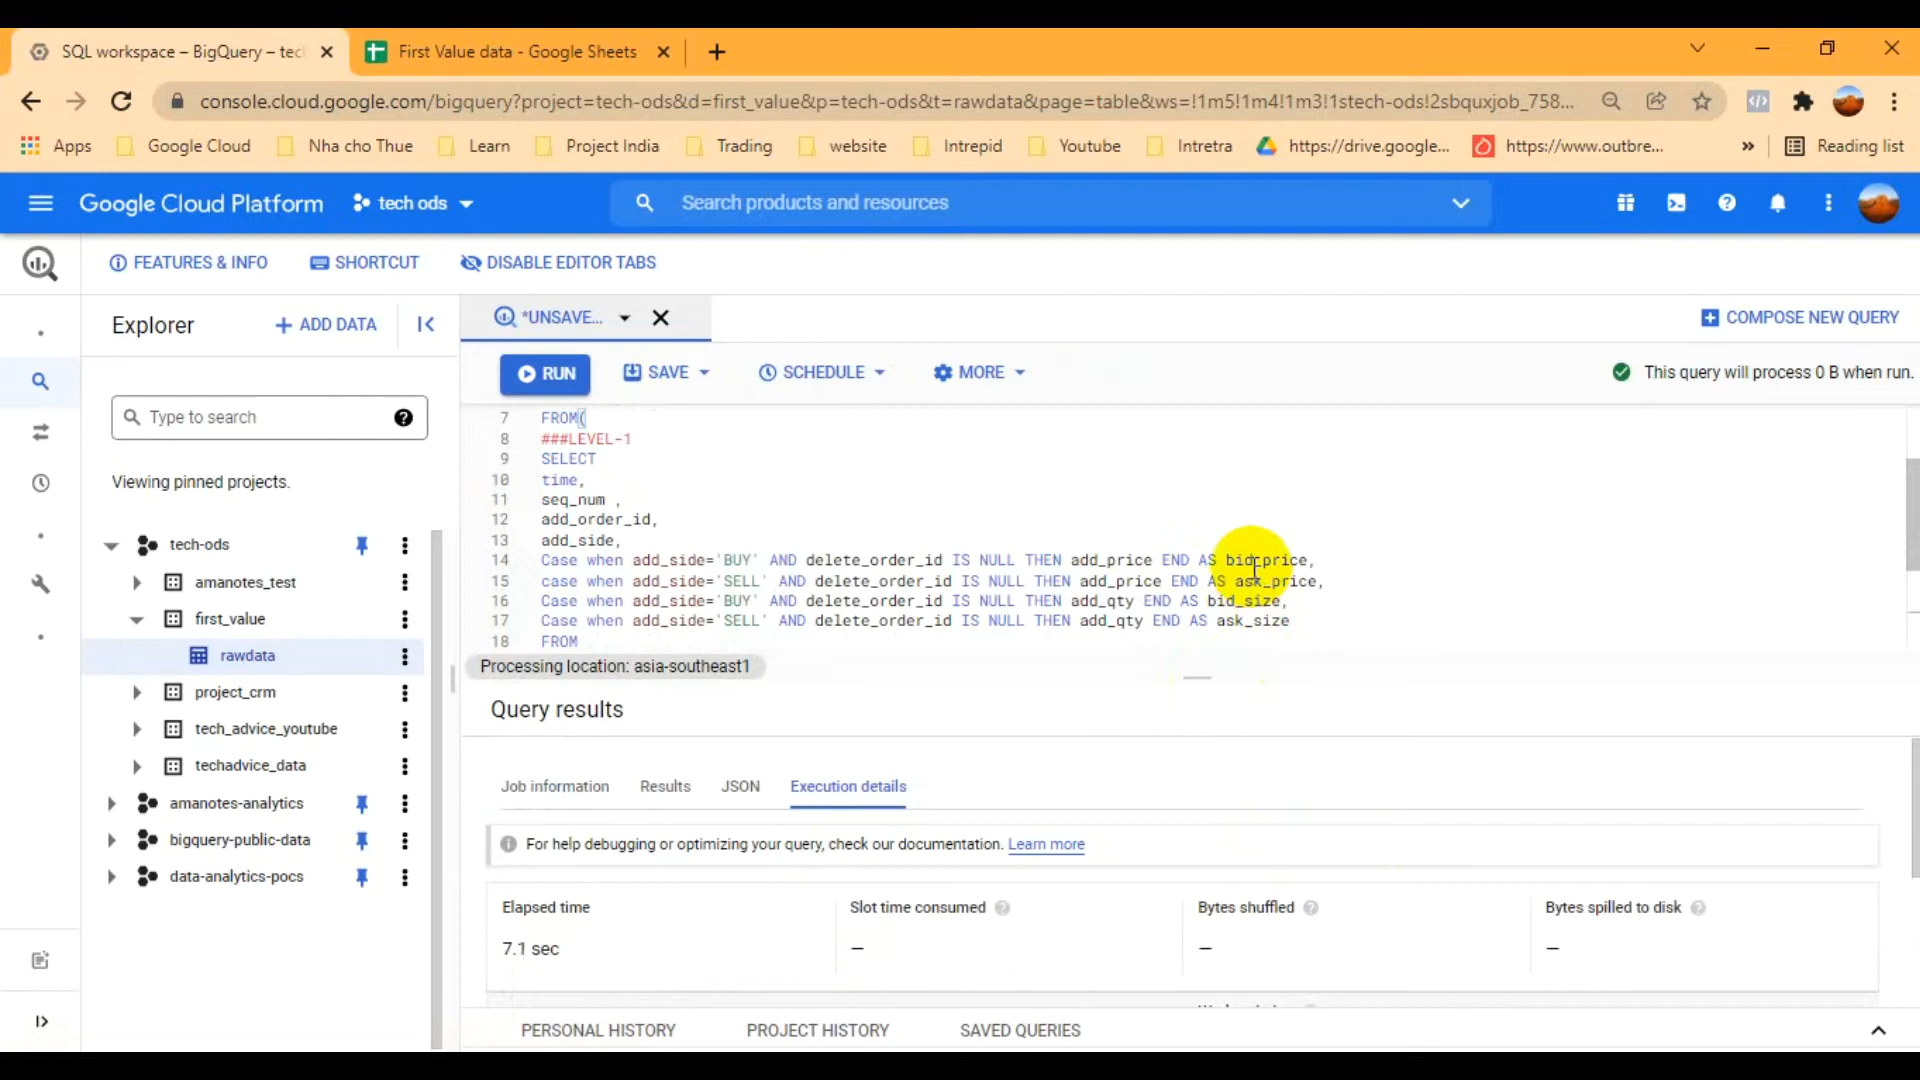 SQL workspace – BigQuery – tec
First Value data - Google Sheets
console.cloud.google.com/bigquery?project=tech-ods&d=first_value&p=tech-ods&t=rawdata&page=table&ws=!1m5!1m4!1m3!1stech-ods!2sbquxjob_758...
Apps
Google Cloud
Nha cho Thue
Learn
Project India
Trading
website
Intrepid
Youtube
Intretra
https://drive.google...
https://www.outbre...
»
Reading list
Google Cloud Platform
tech ods
Search products and resources
FEATURES & INFO
SHORTCUT
DISABLE EDITOR TABS
Explorer
+ ADD DATA
*UNSAVE...
COMPOSE NEW QUERY
RUN
SAVE
SCHEDULE
MORE
This query will process 0 B when run.
Type to search
Viewing pinned projects.
tech-ods
amanotes_test
first_value
rawdata
project_crm
tech_advice_youtube
techadvice_data
amanotes-analytics
bigquery-public-data
data-analytics-pocs
7 FROM(
8 ###LEVEL-1
9 SELECT
10 time,
11 seq_num ,
12 add_order_id,
13 add_side,
14 Case when add_side='BUY' AND delete_order_id IS NULL THEN add_price END AS bid_price,
15 case when add_side='SELL' AND delete_order_id IS NULL THEN add_price END AS ask_price,
16 Case when add_side='BUY' AND delete_order_id IS NULL THEN add_qty END AS bid_size,
17 Case when add_side='SELL' AND delete_order_id IS NULL THEN add_qty END AS ask_size
18 FROM
Processing location: asia-southeast1
Query results
Job information
Results
JSON
Execution details
For help debugging or optimizing your query, check our documentation. Learn more
Elapsed time
Slot time consumed
Bytes shuffled
Bytes spilled to disk
7.1 sec
—
—
—
PERSONAL HISTORY
PROJECT HISTORY
SAVED QUERIES